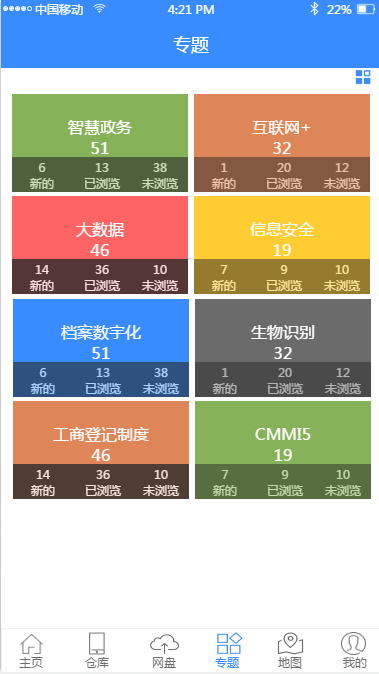 中国移动 4:21 PM 22%
专题
智慧政务 互联网+
51 32
6 13 38 1 20 12
新的 已浏览 未浏览 新的 已浏览 未浏览
大数据 信息安全
46 19
14 36 10 7 9 10
新的 已浏览 未浏览 新的 已浏览 未浏览
档案数字化 生物识别
51 32
6 13 38 1 20 12
新的 已浏览 未浏览 新的 已浏览 未浏览
工商登记制度 CMMI5
46 19
14 36 10 7 9 10
新的 已浏览 未浏览 新的 已浏览 未浏览
主页 仓库 网盘 专题 地图 我的